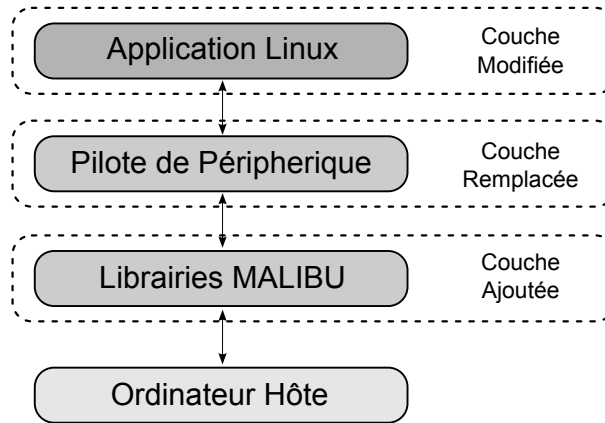 Application Linux
Couche
Modifiée
Pilote de Péripherique
Couche
Remplacée
Librairies MALIBU
Couche
Ajoutée
Ordinateur Hôte